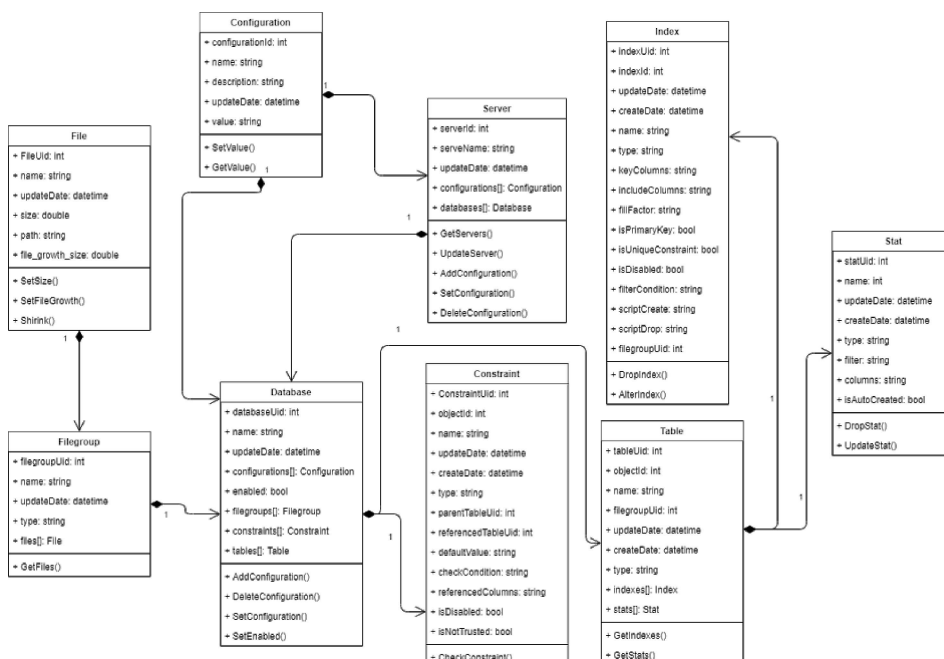 Configuration
+ configurationId: int
+ name: string
+ description: string
+ updateDate: datetime
+ value: string
+ SetValue()
+ GetValue()
1
1
File
+ FileUid: int
+ name: string
+ updateDate: datetime
+ size: double
+ path: string
+ file_growth_size: double
+ SetSize()
+ SetFileGrowth()
+ Shirink()
1
Server
+ serverId: int
+ serveName: string
+ updateDate: datetime
+ configurations[]: Configuration
+ databases[]: Database
+ GetServers()
+ UpdateServer()
+ AddConfiguration()
+ SetConfiguration()
+ DeleteConfiguration()
1
Index
+ indexUid: int
+ indexId: int
+ updateDate: datetime
+ createDate: datetime
+ name: string
+ type: string
+ keyColumns: string
+ includeColumns: string
+ fillFactor: string
+ isPrimaryKey: bool
+ isUniqueConstraint: bool
+ isDisabled: bool
+ filterCondition: string
+ scriptCreate: string
+ scriptDrop: string
+ filegroupUid: int
+ DropIndex()
+ AlterIndex()
Stat
+ statUid: int
+ name: int
+ updateDate: datetime
+ createDate: datetime
+ type: string
+ filter: string
+ columns: string
+ isAutoCreated: bool
+ DropStat()
+ UpdateStat()
Filegroup
+ filegroupUid: int
+ name: string
+ updateDate: datetime
+ type: string
+ files[]: File
+ GetFiles()
1
Database
+ databaseUid: int
+ name: string
+ updateDate: datetime
+ configurations[]: Configuration
+ enabled: bool
+ filegroups[]: Filegroup
+ constraints[]: Constraint
+ tables[]: Table
+ AddConfiguration()
+ DeleteConfiguration()
+ SetConfiguration()
+ SetEnabled()
1
1
Constraint
+ ConstraintUid: int
+ objectId: int
+ name: string
+ updateDate: datetime
+ createDate: datetime
+ type: string
+ parentTableUid: int
+ referencedTableUid: int
+ defaultValue: string
+ checkCondition: string
+ referencedColumns: string
+ isDisabled: bool
+ isNotTrusted: bool
+ CheckConstraint()
Table
+ tableUid: int
+ objectId: int
+ name: string
+ filegroupUid: int
+ updateDate: datetime
+ createDate: datetime
+ type: string
+ indexes[]: Index
+ stats[]: Stat
+ GetIndexes()
+ GetStats()
1
1